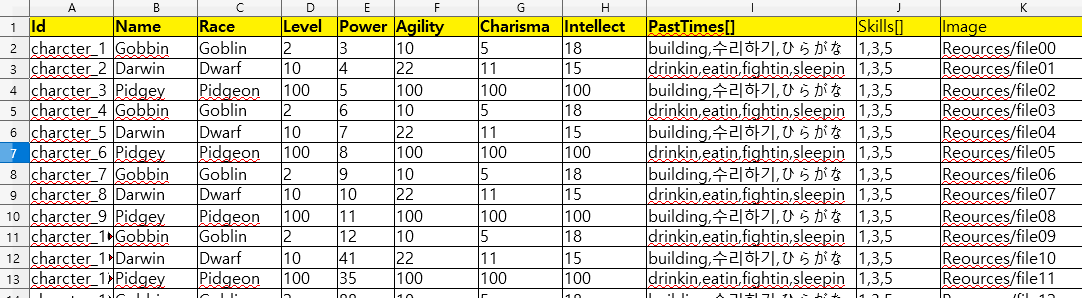 A B C D E F G H I J K
1 Id Name Race Level Power Agility Charisma Intellect PastTimes[] Skills[] Image
2 charcter_1 Gobbin Goblin 2 3 10 5 18 building,수리하기,ひらがな 1,3,5 Reources/file00
3 charcter_2 Darwin Dwarf 10 4 22 11 15 drinkin,eatin,fightin,sleepin 1,3,5 Reources/file01
4 charcter_3 Pidgey Pidgeon 100 5 100 100 100 building,수리하기,ひらがな 1,3,5 Reources/file02
5 charcter_4 Gobbin Goblin 2 6 10 5 18 drinkin,eatin,fightin,sleepin 1,3,5 Reources/file03
6 charcter_5 Darwin Dwarf 10 7 22 11 15 building,수리하기,ひらがな 1,3,5 Reources/file04
7 charcter_6 Pidgey Pidgeon 100 8 100 100 100 drinkin,eatin,fightin,sleepin 1,3,5 Reources/file05
8 charcter_7 Gobbin Goblin 2 9 10 5 18 building,수리하기,ひらがな 1,3,5 Reources/file06
9 charcter_8 Darwin Dwarf 10 10 22 11 15 drinkin,eatin,fightin,sleepin 1,3,5 Reources/file07
10 charcter_9 Pidgey Pidgeon 100 11 100 100 100 building,수리하기,ひらがな 1,3,5 Reources/file08
11 charcter_1 Gobbin Goblin 2 12 10 5 18 drinkin,eatin,fightin,sleepin 1,3,5 Reources/file09
12 charcter_1 Darwin Dwarf 10 41 22 11 15 building,수리하기,ひらがな 1,3,5 Reources/file10
13 charcter_1 Pidgey Pidgeon 100 35 100 100 100 drinkin,eatin,fightin,sleepin 1,3,5 Reources/file11